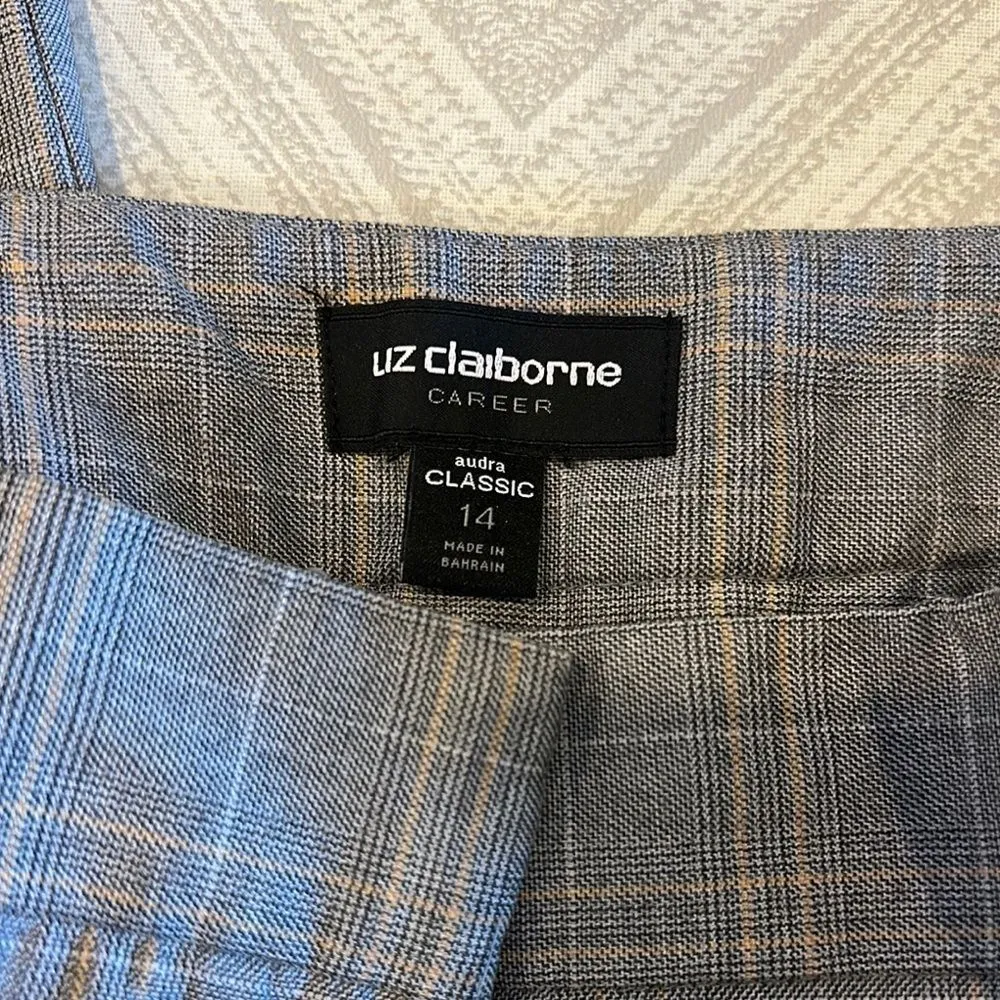 liz claiborne
CAREER
audra
CLASSIC
14
MADE IN
BAHRAIN